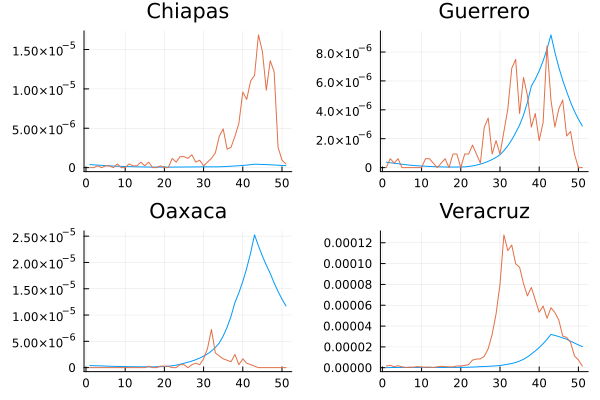 Chiapas
1.50×10⁻⁵
1.00×10⁻⁵
5.00×10⁻⁶
0
0 10 20 30 40 50
Guerrero
8.0×10⁻⁶
6.0×10⁻⁶
4.0×10⁻⁶
2.0×10⁻⁶
0
0 10 20 30 40 50
Oaxaca
2.50×10⁻⁵
2.00×10⁻⁵
1.50×10⁻⁵
1.00×10⁻⁵
5.00×10⁻⁶
0
0 10 20 30 40 50
Veracruz
0.00012
0.00010
0.00008
0.00006
0.00004
0.00002
0.00000
0 10 20 30 40 50